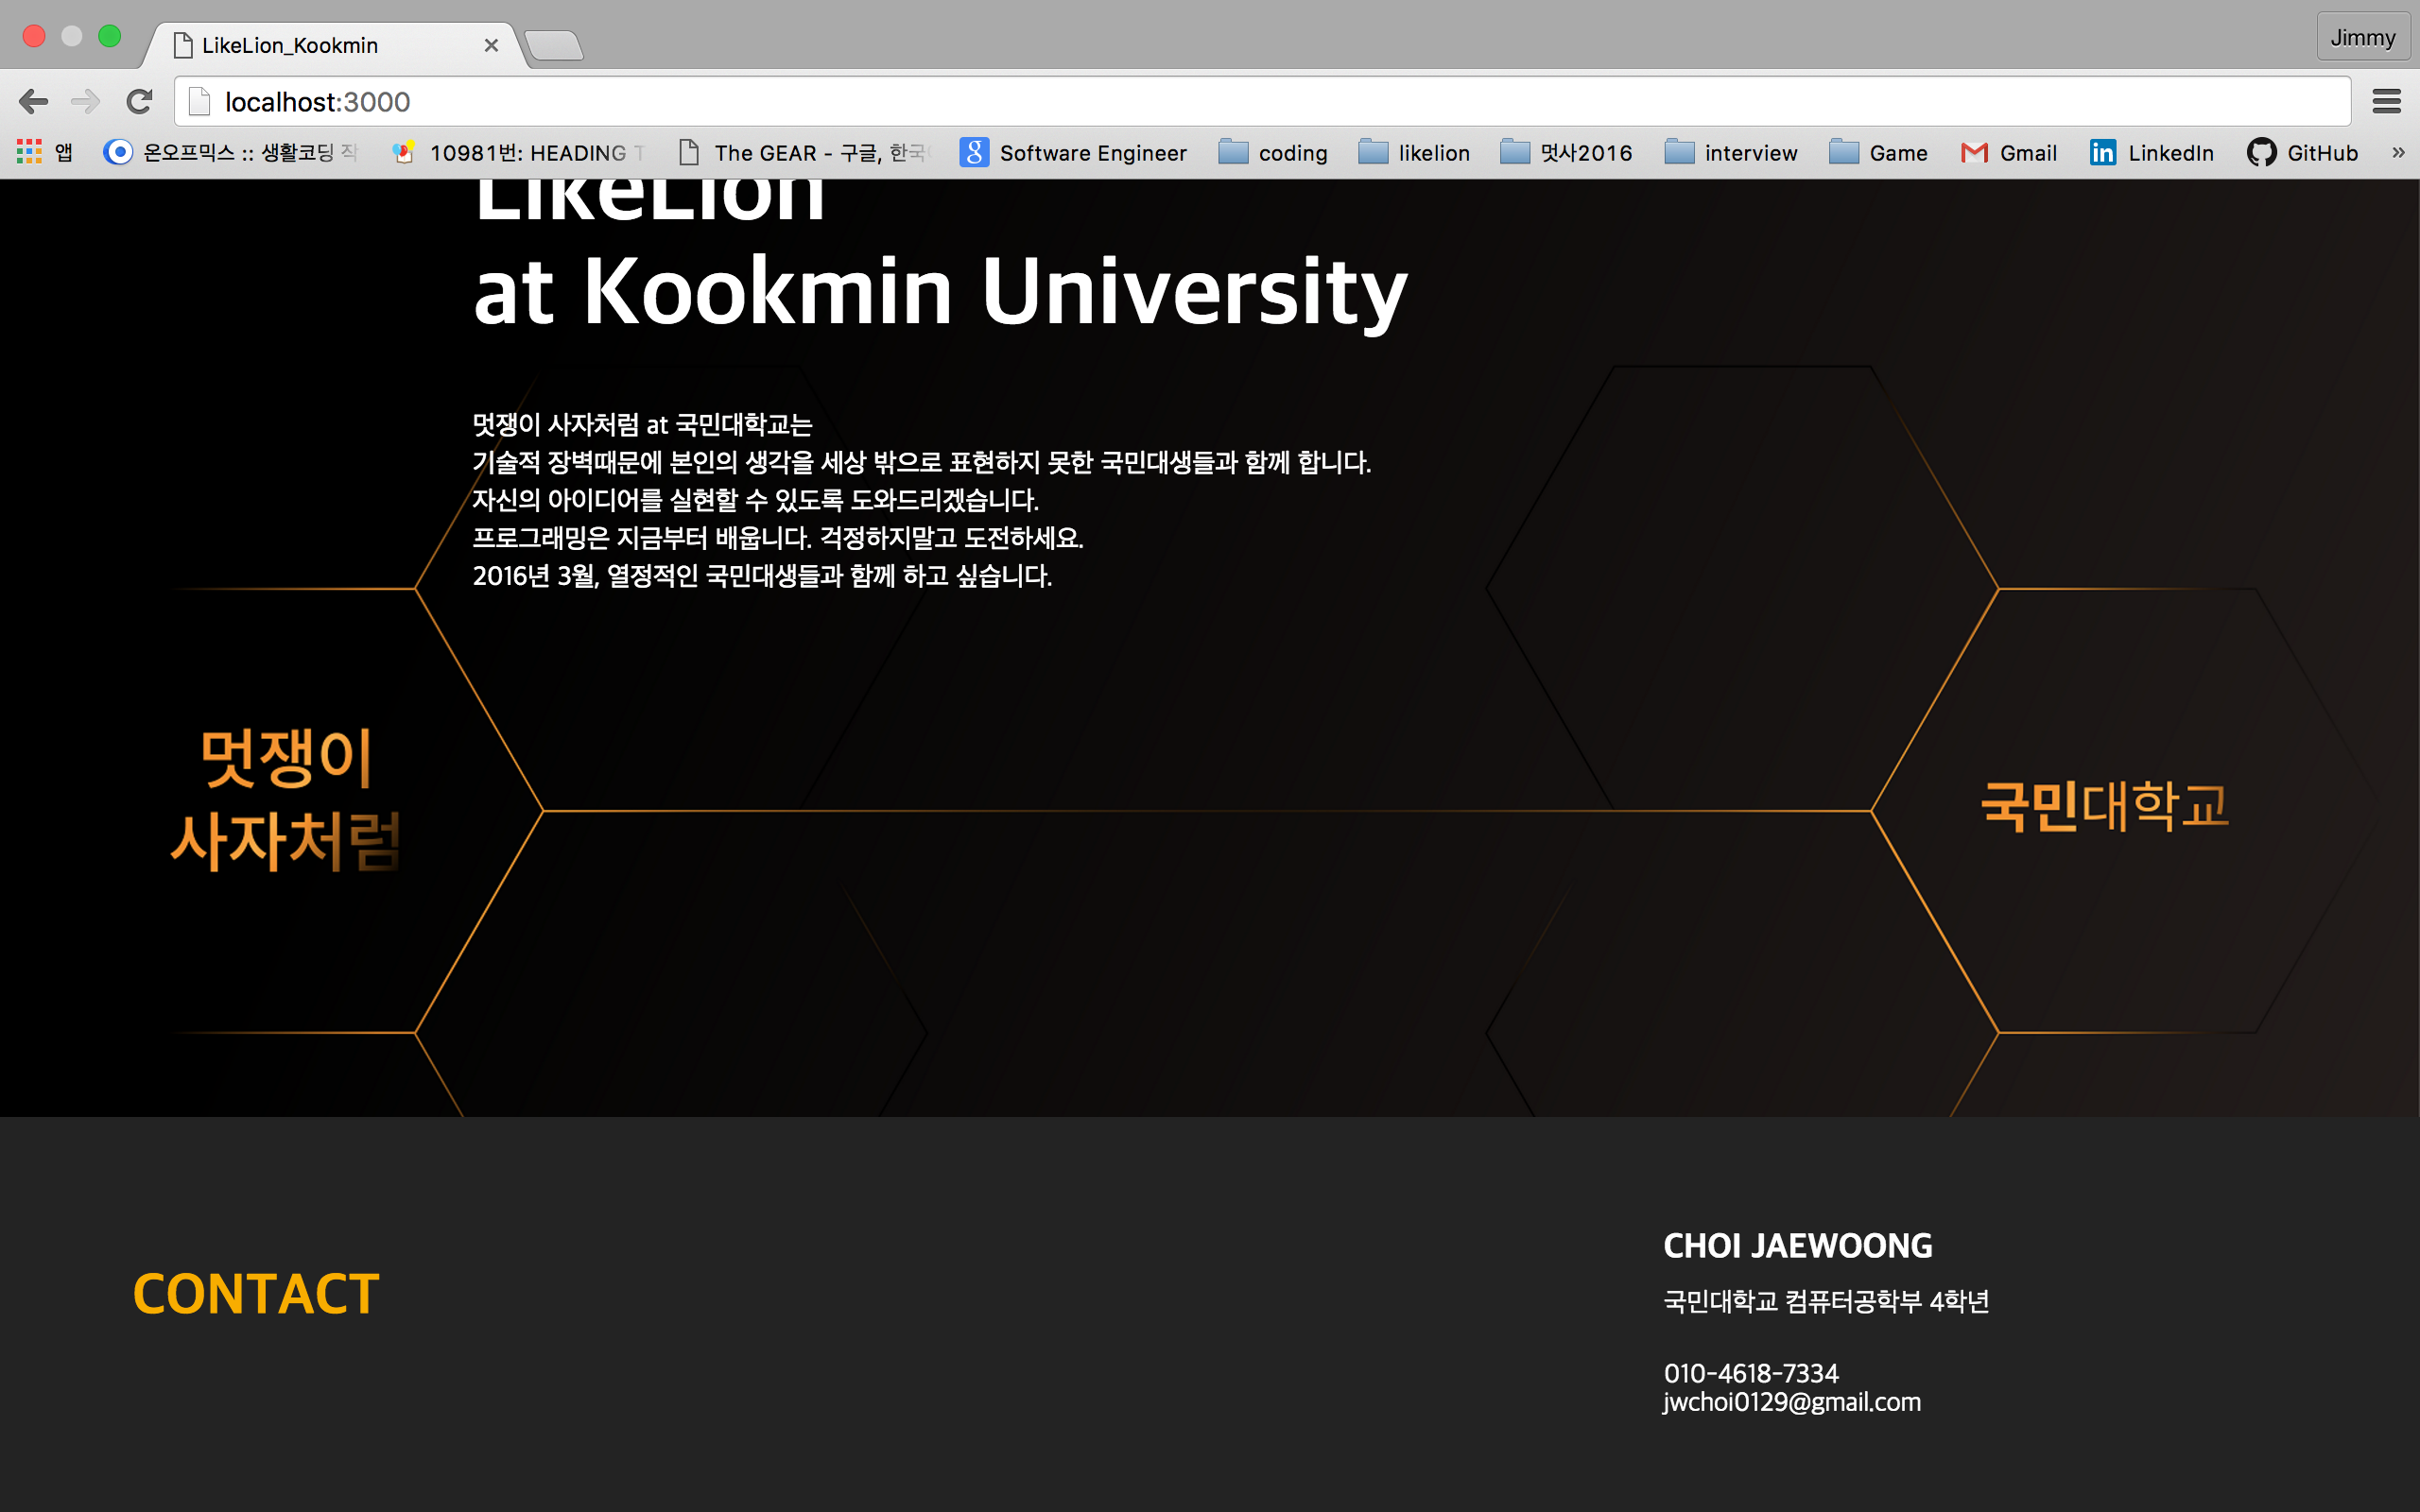 LikeLion_Kookmin
Jimmy
localhost:3000
앱
온오프믹스 :: 생활코딩 작
10981번: HEADING T
The GEAR - 구글, 한국
Software Engineer
coding
likelion
멋사2016
interview
Game
Gmail
LinkedIn
GitHub
»
LikeLion
at Kookmin University
멋쟁이 사자처럼 at 국민대학교는
기술적 장벽때문에 본인의 생각을 세상 밖으로 표현하지 못한 국민대생들과 함께 합니다.
자신의 아이디어를 실현할 수 있도록 도와드리겠습니다.
프로그래밍은 지금부터 배웁니다. 걱정하지말고 도전하세요.
2016년 3월, 열정적인 국민대생들과 함께 하고 싶습니다.
멋쟁이
사자처럼
국민대학교
CONTACT
CHOI JAEWOONG
국민대학교 컴퓨터공학부 4학년
010-4618-7334
jwchoi0129@gmail.com